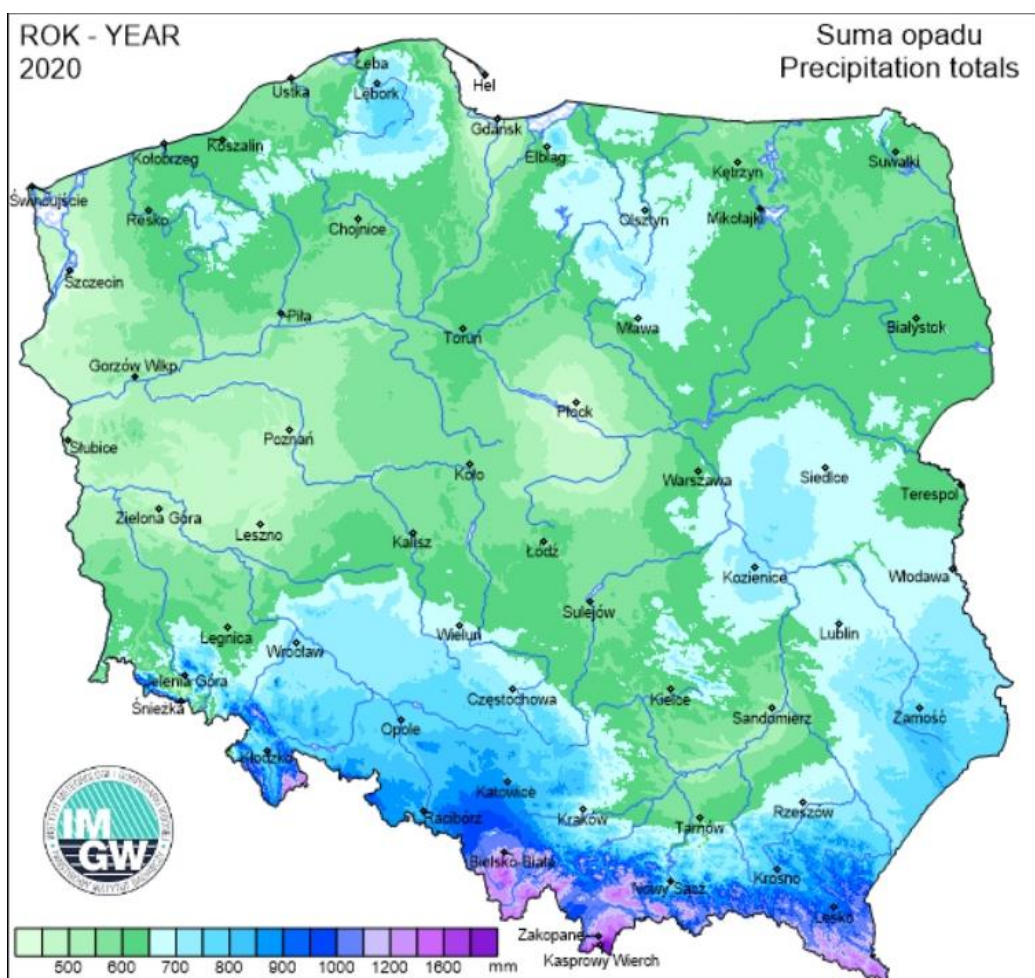 ROK - YEAR
2020
Suma opadu
Precipitation totals
Łeba
Hel
Ustka
Lębork
Gdańsk
Koszalin
Kołobrzeg
Elbląg
Kętrzyn
Suwałki
Świnoujście
Resko
Chojnice
Olsztyn
Mikołajki
Szczecin
Piła
Toruń
Mława
Białystok
Gorzów Wlkp.
Płock
Słubice
Poznań
Koło
Warszawa
Siedlce
Terespol
Zielona Góra
Leszno
Kalisz
Łódź
Kozienice
Włodawa
Sulejów
Legnica
Wrocław
Wieluń
Lublin
Jelenia Góra
Śnieżka
Częstochowa
Kielce
Sandomierz
Zamość
Opole
Kłodzko
Katowice
Racibórz
Kraków
Tarnów
Rzeszów
Bielsko-Biała
Nowy Sącz
Krosno
Lesko
Zakopane
Kasprowy Wierch
IM
GW
500 600 700 800 900 1000 1200 1600 mm